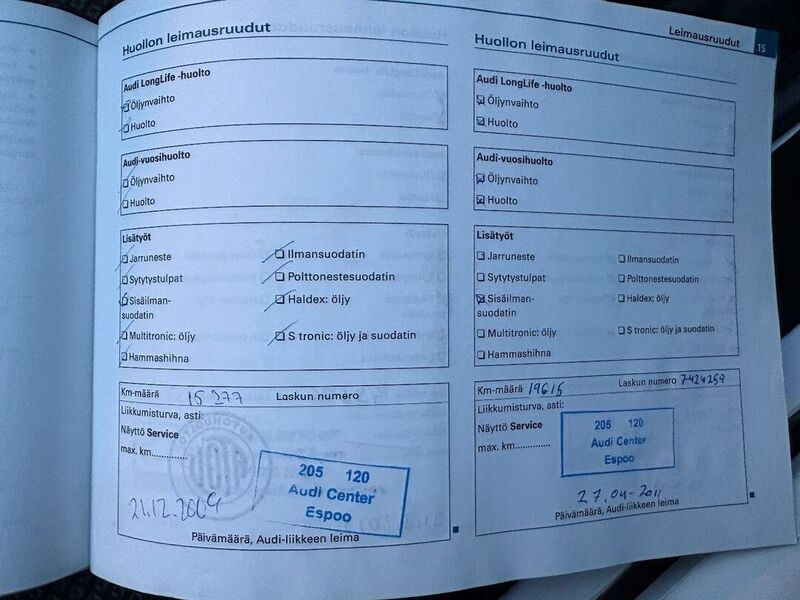 Leimausruudut 15
Huollon leimausruudut
Audi LongLife -huolto
Öljynvaihto
Huolto
Audi-vuosihuolto
Öljynvaihto
Huolto
Lisätyöt
Jarruneste
Ilmansuodatin
Sytytystulpat
Polttonestesuodatin
Sisäilman-
suodatin
Haldex: öljy
Multitronic: öljy
S tronic: öljy ja suodatin
Hammashihna
Km-määrä 15 277 Laskun numero
Liikkumisturva, asti:
Näyttö Service
max. km..............
205 120
Audi Center
Espoo
21.12.2009
Päivämäärä, Audi-liikkeen leima
Huollon leimausruudut
Audi LongLife -huolto
Öljynvaihto
Huolto
Audi-vuosihuolto
Öljynvaihto
Huolto
Lisätyöt
Jarruneste
Ilmansuodatin
Sytytystulpat
Polttonestesuodatin
Sisäilman-
suodatin
Haldex: öljy
Multitronic: öljy
S tronic: öljy ja suodatin
Hammashihna
Km-määrä 19615 Laskun numero 7424259
Liikkumisturva, asti:
Näyttö Service
max. km..............
205 120
Audi Center
Espoo
27.04-2011
Päivämäärä, Audi-liikkeen leima